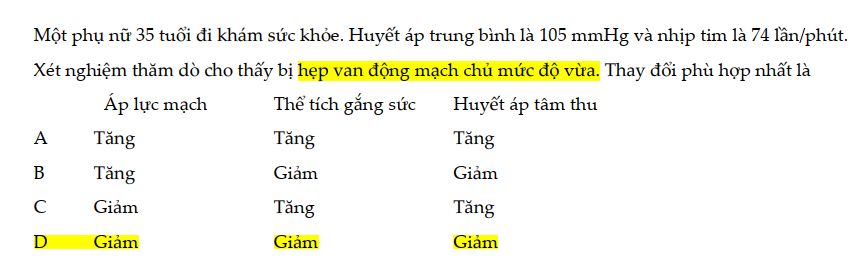 Một phụ nữ 35 tuổi đi khám sức khỏe. Huyết áp trung bình là 105 mmHg và nhịp tim là 74 lần/phút.
Xét nghiệm thăm dò cho thấy bị hẹp van động mạch chủ mức độ vừa. Thay đổi phù hợp nhất là
Áp lực mạch Thể tích gắng sức Huyết áp tâm thu
A Tăng Tăng Tăng
B Tăng Giảm Giảm
C Giảm Tăng Tăng
D Giảm Giảm Giảm